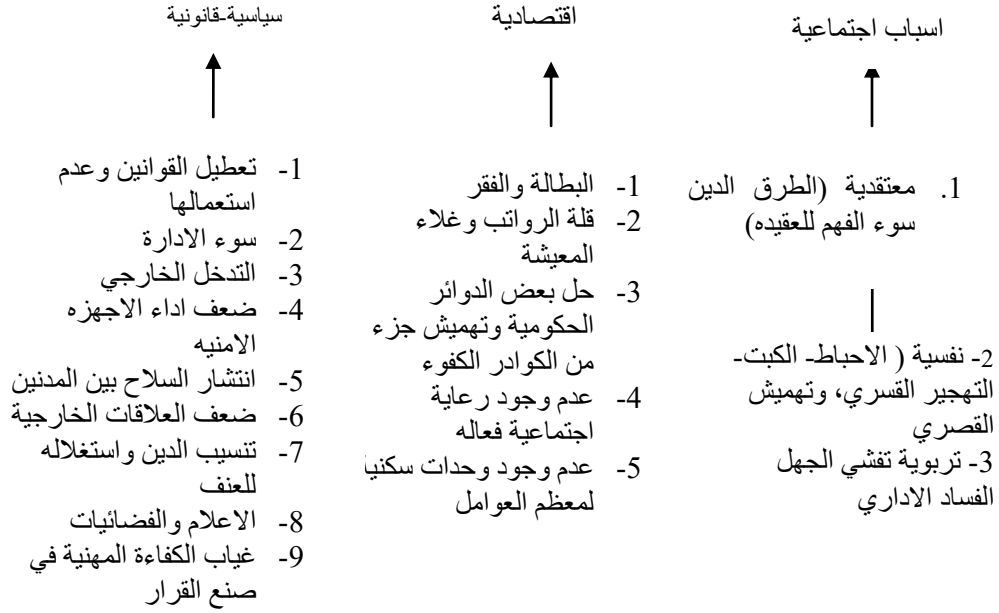 اسباب اجتماعية
1. معتقدية (الطرق الدين
سوء الفهم للعقيده)
2- نفسية ( الاحباط- الكبت-
التهجير القسري، وتهميش
القصري
3- تربوية تفشي الجهل
الفساد الاداري
اقتصادية
1- البطالة والفقر
2- قلة الرواتب وغلاء
المعيشة
3- حل بعض الدوائر
الحكومية وتهميش جزء
من الكوادر الكفوء
4- عدم وجود رعاية
اجتماعية فعاله
5- عدم وجود وحدات سكنية
لمعظم العوامل
سياسية-قانونية
1- تعطيل القوانين وعدم
استعمالها
2- سوء الادارة
3- التدخل الخارجي
4- ضعف اداء الاجهزه
الامنيه
5- انتشار السلاح بين المدنين
6- ضعف العلاقات الخارجية
7- تنسيب الدين واستغلاله
للعنف
8- الاعلام والفضائيات
9- غياب الكفاءة المهنية في
صنع القرار